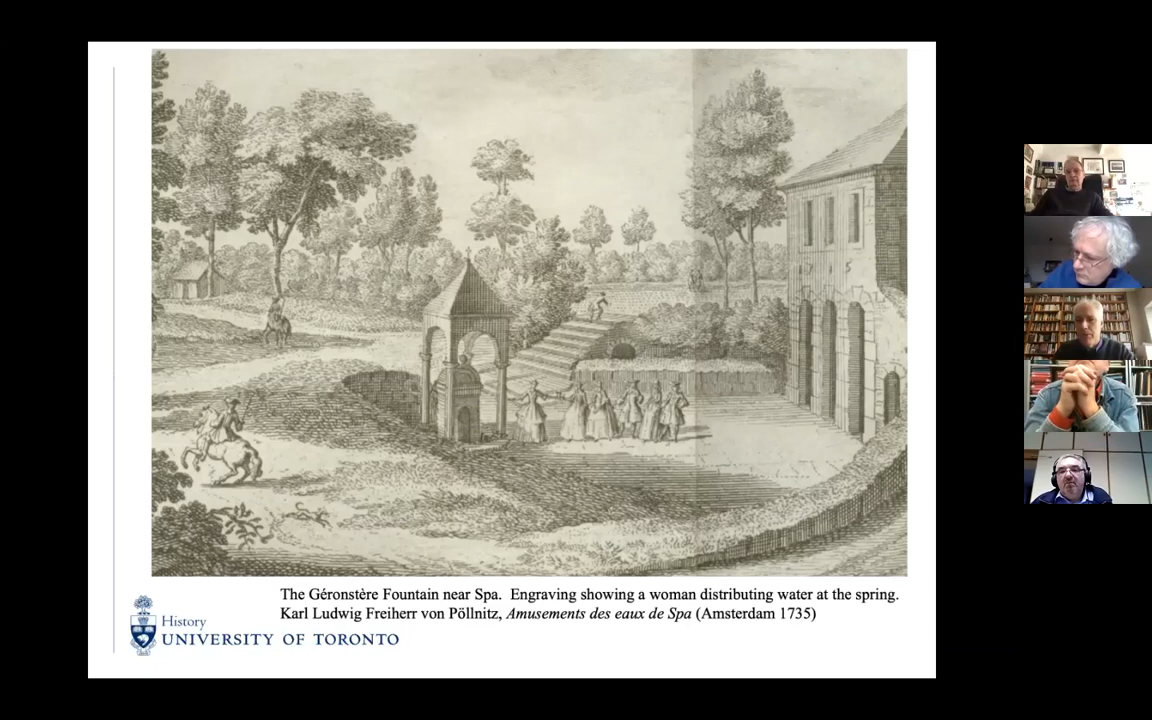 The Géronstère Fountain near Spa. Engraving showing a woman distributing water at the spring.
Karl Ludwig Freiherr von Pöllnitz, Amusements des eaux de Spa (Amsterdam 1735)
History
UNIVERSITY OF TORONTO